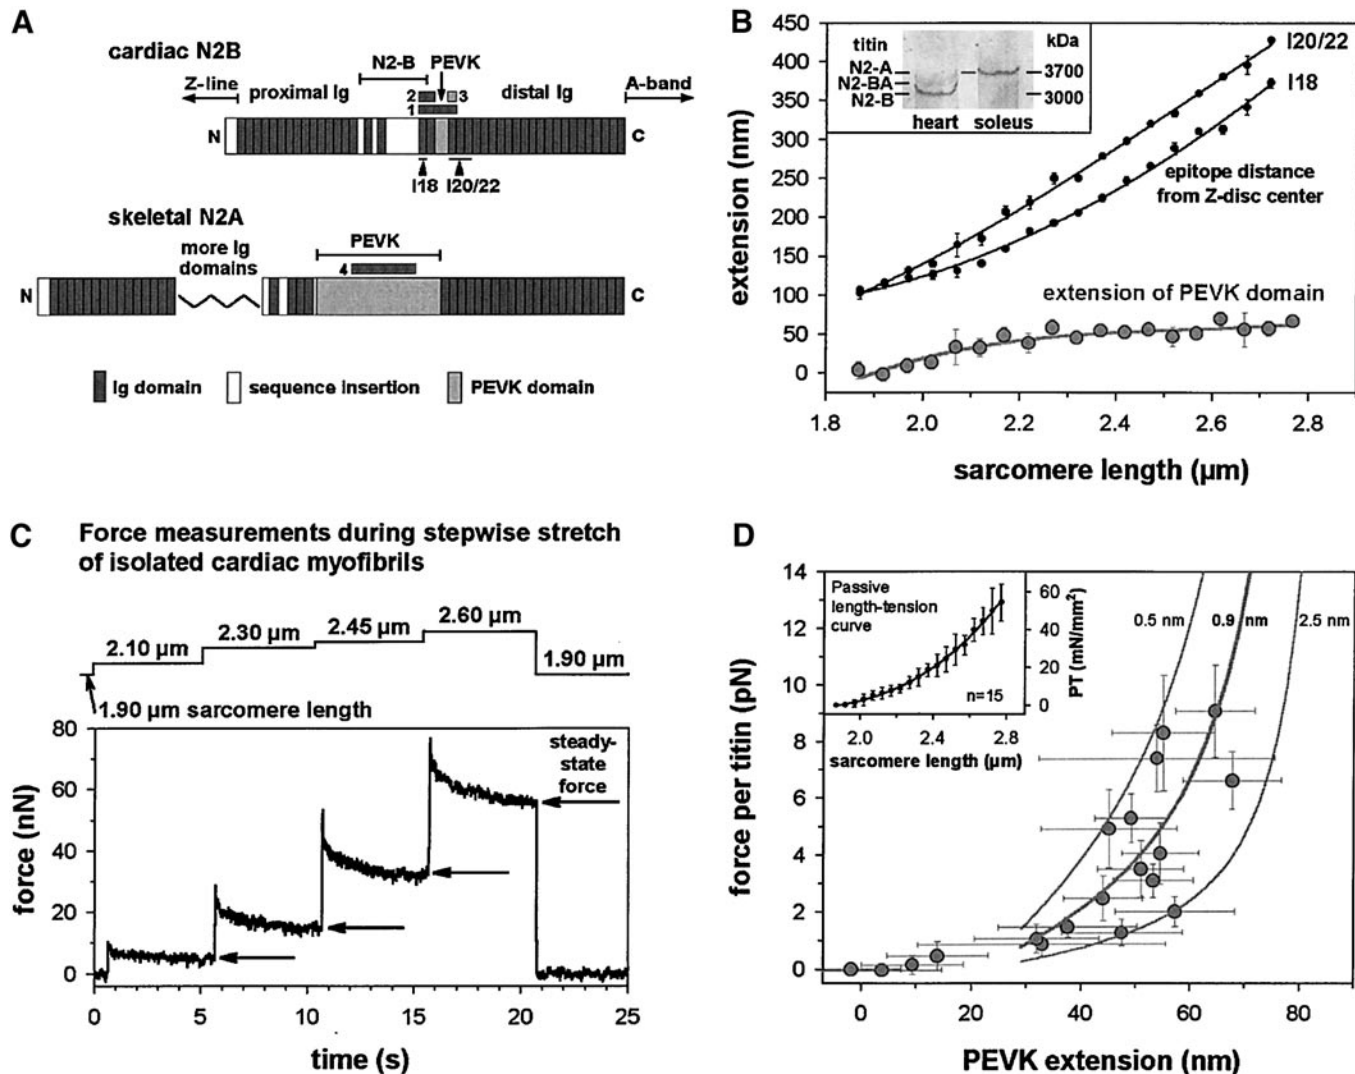 A
cardiac N2B
N2-B PEVK
Z-line proximal Ig distal Ig A-band
2 3
1
N C
I18 I20/22
skeletal N2A
more Ig
domains
PEVK
4
N C
Ig domain sequence insertion PEVK domain
B
450
400
350
300
250
200
150
100
50
0
extension (nm)
titin kDa
N2-A 3700
N2-BA
N2-B 3000
heart soleus
I20/22
I18
epitope distance
from Z-disc center
extension of PEVK domain
1.8 2.0 2.2 2.4 2.6 2.8
sarcomere length (µm)
C
Force measurements during stepwise stretch
of isolated cardiac myofibrils
2.10 µm 2.30 µm 2.45 µm 2.60 µm 1.90 µm
1.90 µm sarcomere length
80
60
40
20
0
force (nN)
steady-
state
force
0 5 10 15 20 25
time (s)
D
14
12
10
8
6
4
2
0
force per titin (pN)
Passive
length-tension
curve
n=15
60
40
20
0
PT (mN/mm²)
2.0 2.4 2.8
sarcomere length (µm)
0.5 nm 0.9 nm 2.5 nm
0 20 40 60 80
PEVK extension (nm)